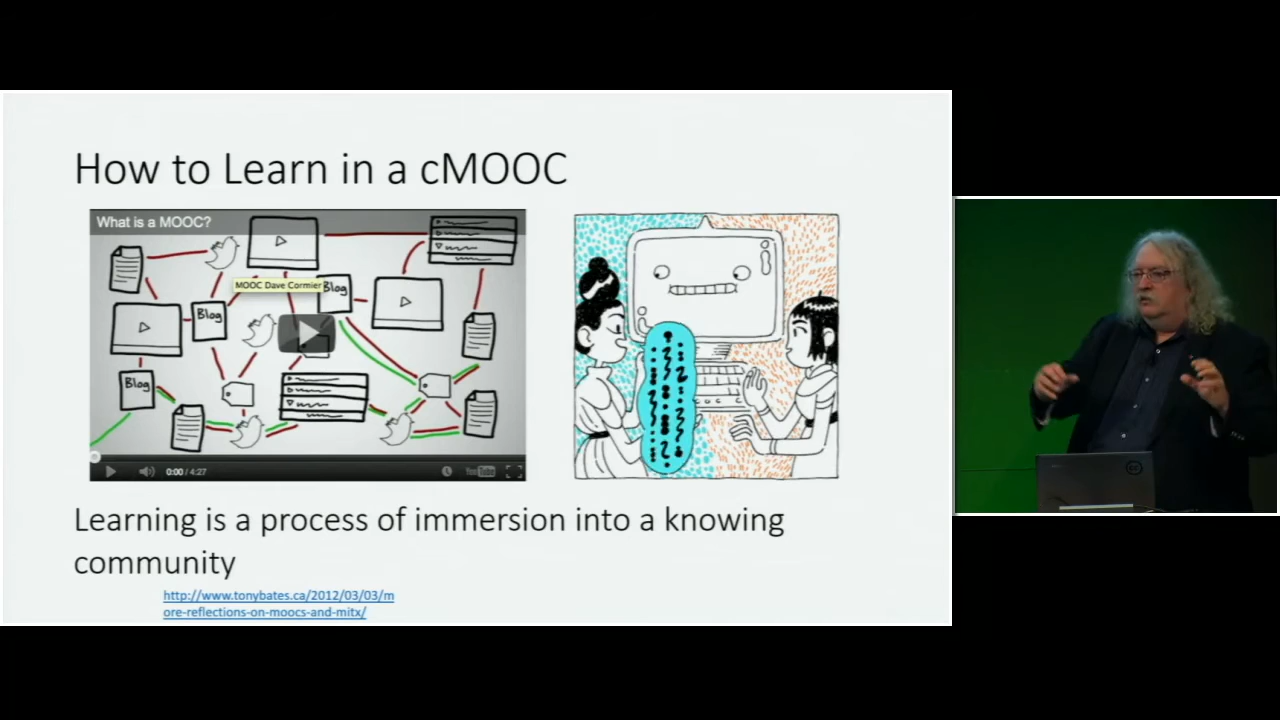 How to Learn in a cMOOC
What is a MOOC?
MOOC Dave Cormier
Blog
Blog
Blog
0:00 / 4:27
YouTube
Learning is a process of immersion into a knowing
community
http://www.tonybates.ca/2012/03/03/m
ore-reflections-on-moocs-and-mitx/